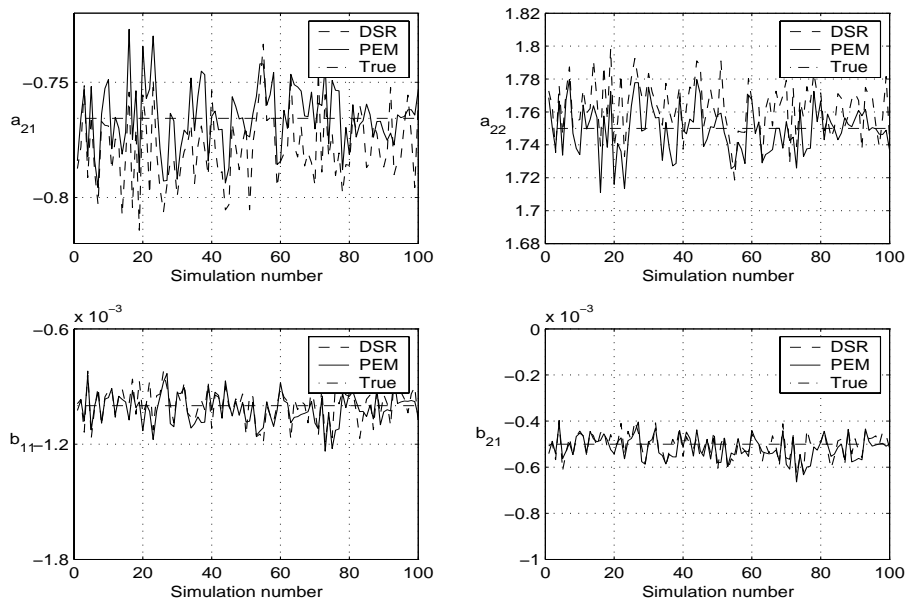 DSR
PEM
True
−0.75
−0.8
a21
0 20 40 60 80 100
Simulation number
DSR
PEM
True
1.82
1.8
1.78
1.76
1.74
1.72
1.7
1.68
a22
0 20 40 60 80 100
Simulation number
x 10−3
DSR
PEM
True
−0.6
−1.2
−1.8
b11
0 20 40 60 80 100
Simulation number
x 10−3
DSR
PEM
True
0
−0.2
−0.4
−0.6
−0.8
−1
b21
0 20 40 60 80 100
Simulation number